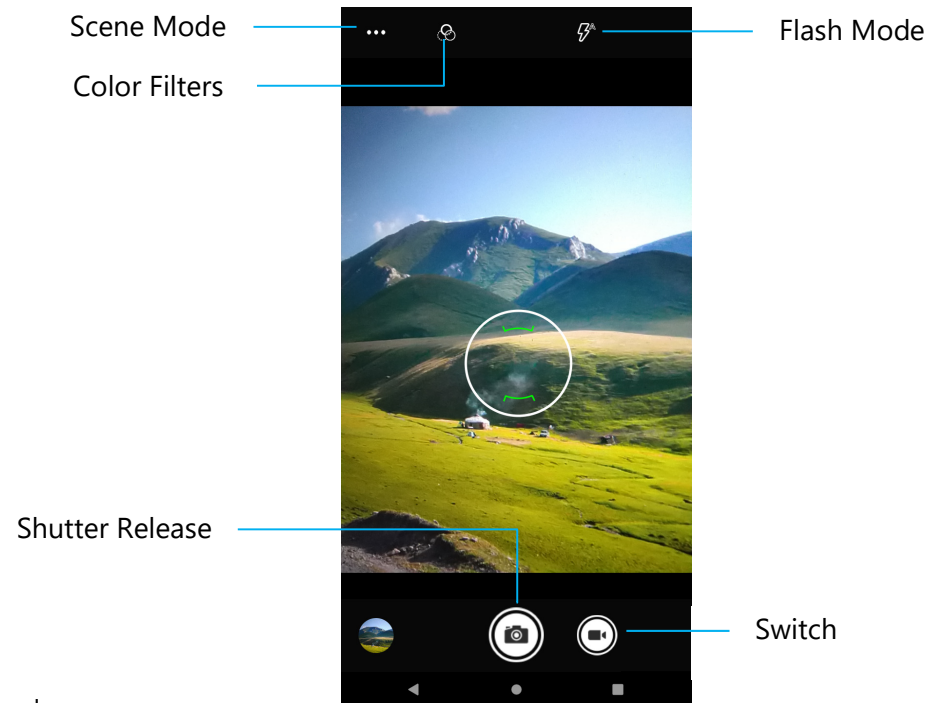 Scene Mode
Flash Mode
Color Filters
Shutter Release
Switch